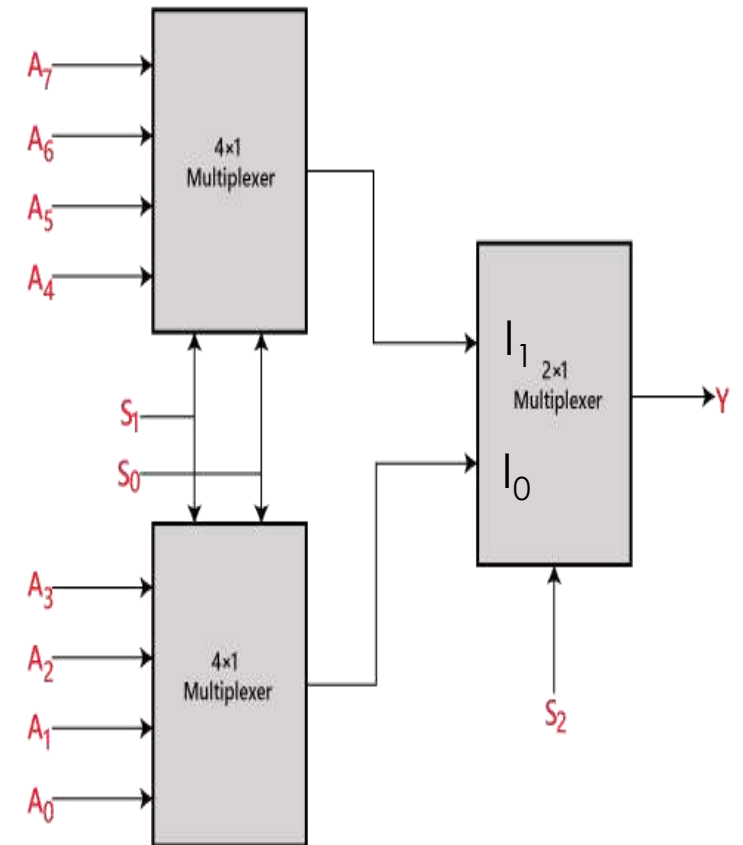 A7
A6
A5
A4
4×1
Multiplexer
S1
S0
I1
2×1
Multiplexer
I0
Y
S2
A3
A2
A1
A0
4×1
Multiplexer